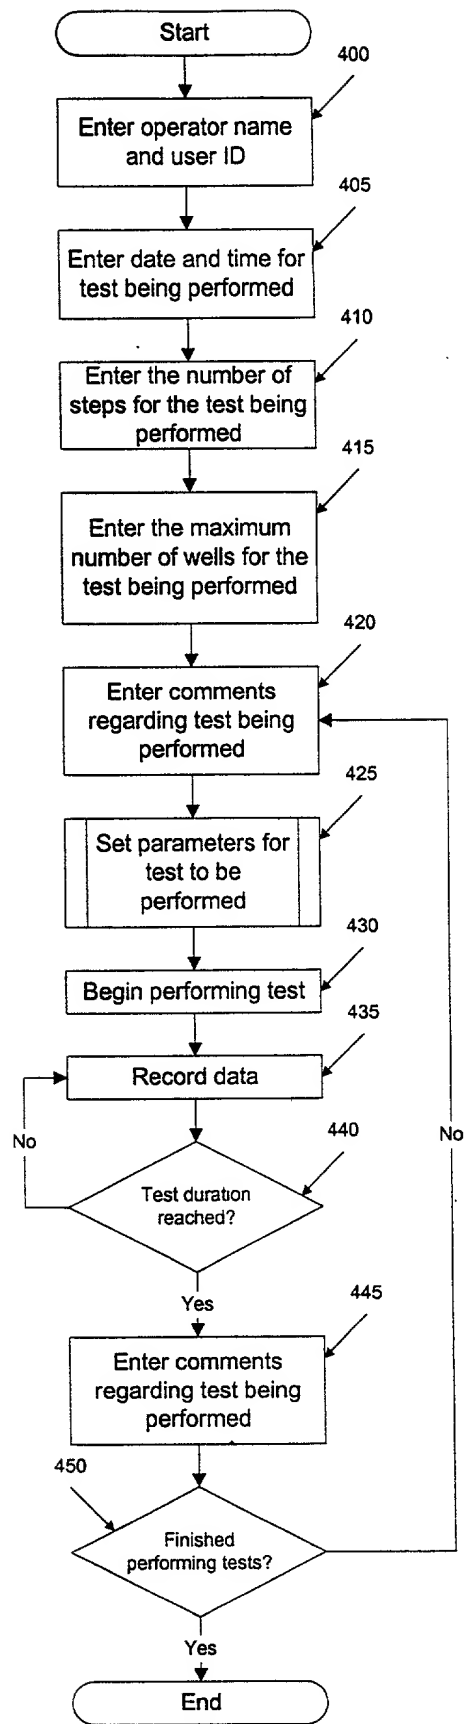 Start
400
Enter operator name
and user ID
405
Enter date and time for
test being performed
410
Enter the number of
steps for the test being
performed
415
Enter the maximum
number of wells for the
test being performed
420
Enter comments
regarding test being
performed
425
Set parameters for
test to be
performed
430
Begin performing test
435
Record data
No
440
No
Test duration
reached?
Yes
445
Enter comments
regarding test being
performed
450
Finished
performing tests?
Yes
End